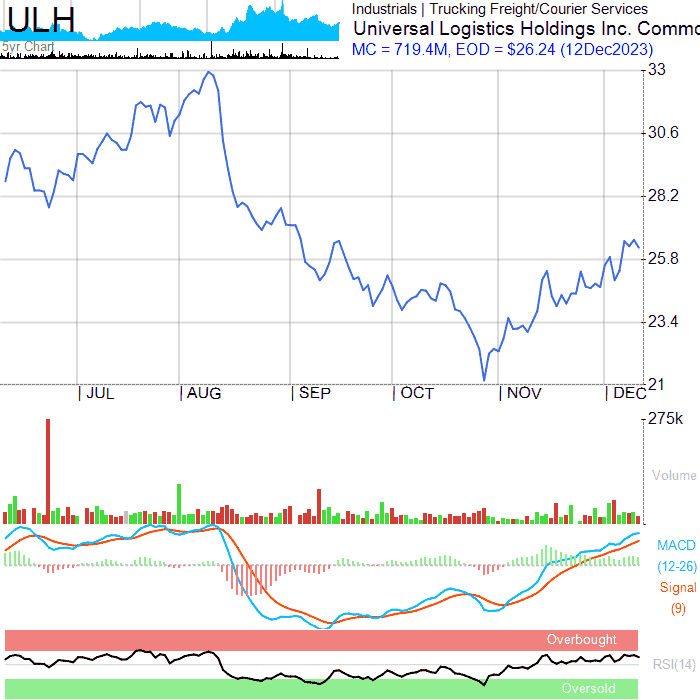 ULH
5yr Chart
Industrials | Trucking Freight/Courier Services
Universal Logistics Holdings Inc. Commo
MC = 719.4M, EOD = $26.24 (12Dec2023)
33
30.6
28.2
25.8
23.4
21
| JUL | AUG | SEP | OCT | NOV | DEC
275k
Volume
MACD
(12-26)
Signal
(9)
Overbought
RSI(14)
Oversold